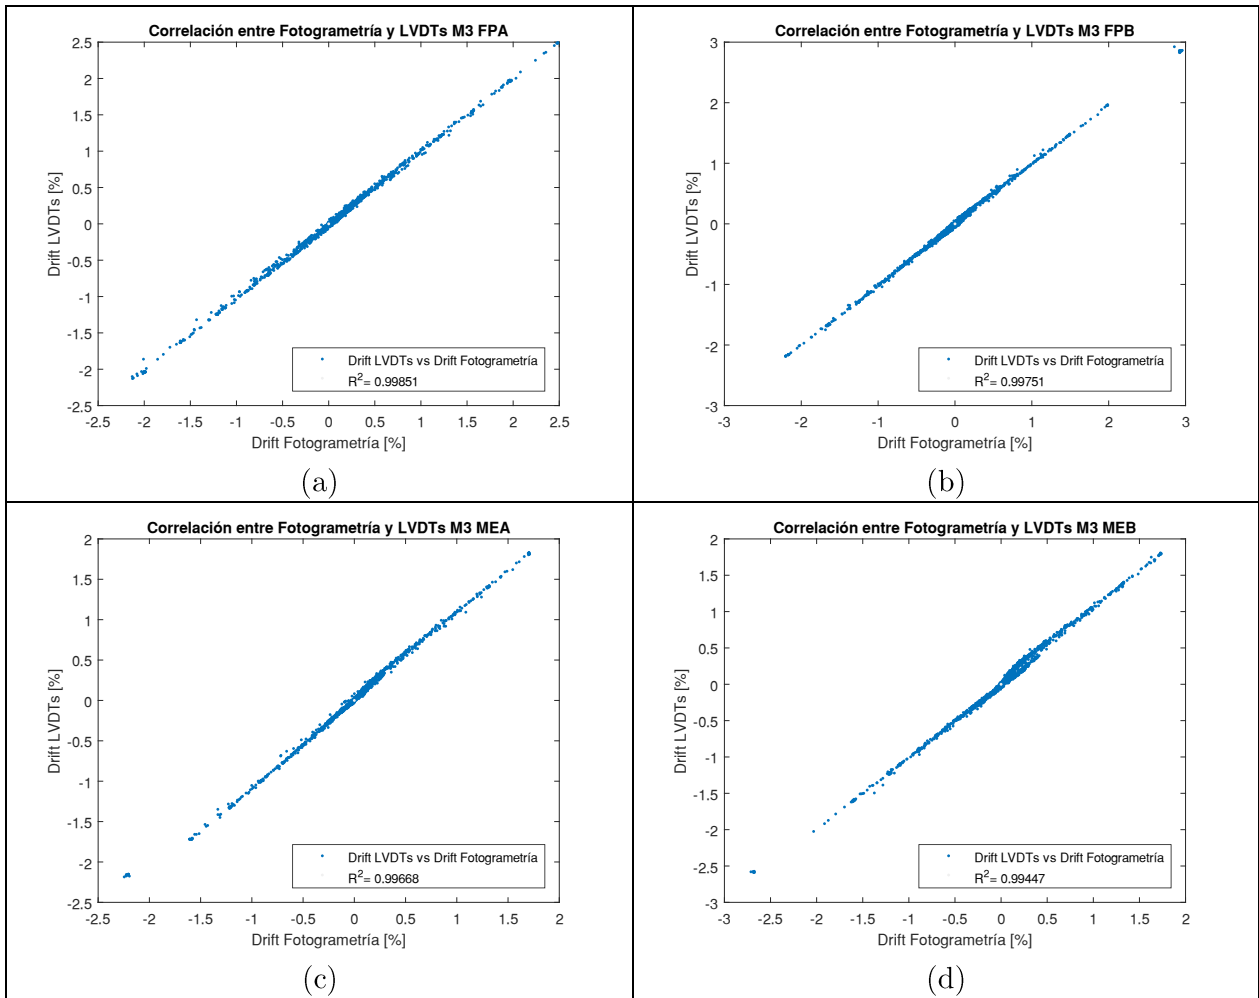 Correlación entre Fotogrametría y LVDTs M3 FPA
2.5
2
1.5
1
0.5
0
-0.5
-1
-1.5
-2
-2.5
Drift LVDTs [%]
Drift LVDTs vs Drift Fotogrametría
R2= 0.99851
-2.5 -2 -1.5 -1 -0.5 0 0.5 1 1.5 2 2.5
Drift Fotogrametría [%]
(a)
Correlación entre Fotogrametría y LVDTs M3 FPB
3
2
1
0
-1
-2
-3
Drift LVDTs [%]
Drift LVDTs vs Drift Fotogrametría
R2= 0.99751
-3 -2 -1 0 1 2 3
Drift Fotogrametría [%]
(b)
Correlación entre Fotogrametría y LVDTs M3 MEA
2
1.5
1
0.5
0
-0.5
-1
-1.5
-2
-2.5
Drift LVDTs [%]
Drift LVDTs vs Drift Fotogrametría
R2= 0.99668
-2.5 -2 -1.5 -1 -0.5 0 0.5 1 1.5 2
Drift Fotogrametría [%]
(c)
Correlación entre Fotogrametría y LVDTs M3 MEB
2
1.5
1
0.5
0
-0.5
-1
-1.5
-2
-2.5
-3
Drift LVDTs [%]
Drift LVDTs vs Drift Fotogrametría
R2= 0.99447
-3 -2.5 -2 -1.5 -1 -0.5 0 0.5 1 1.5 2
Drift Fotogrametría [%]
(d)